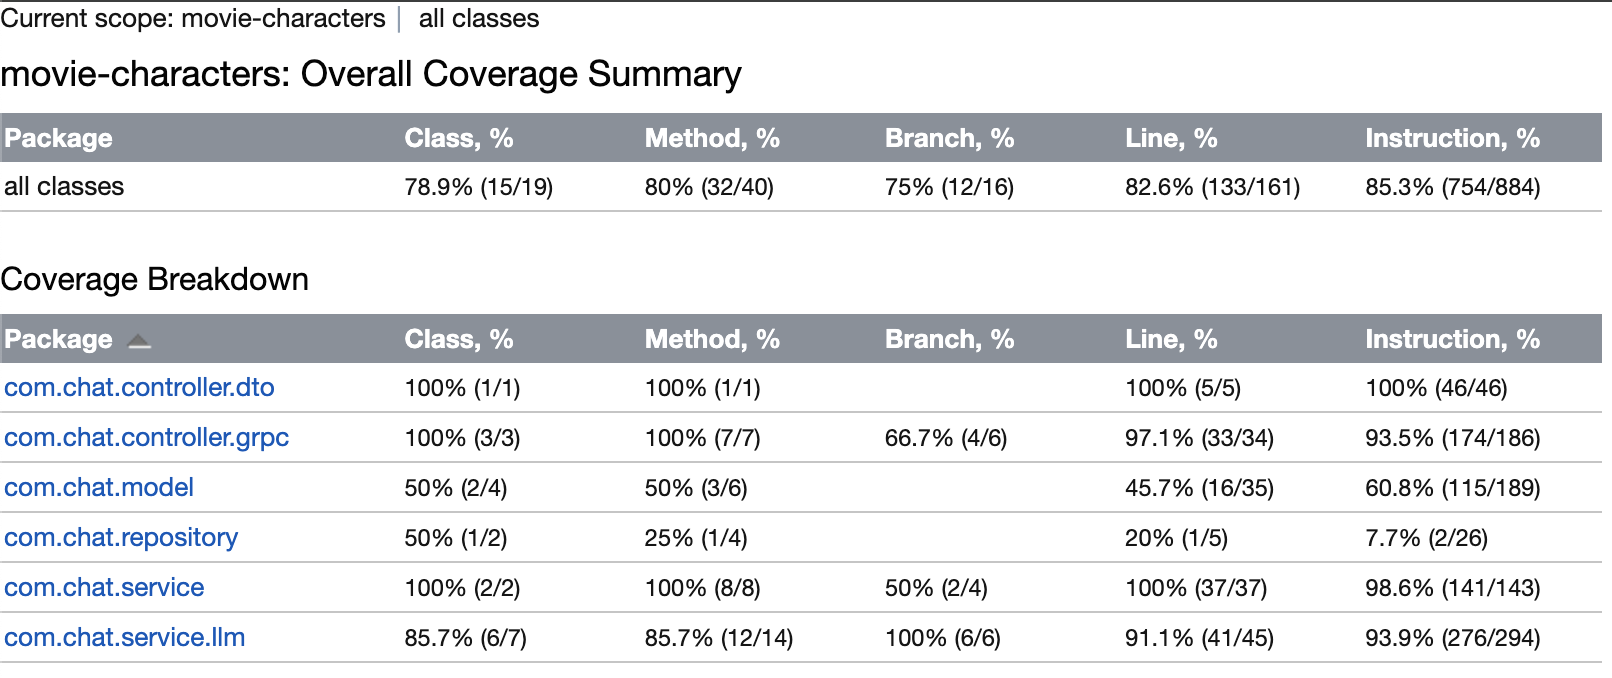 Current scope: movie-characters | all classes
movie-characters: Overall Coverage Summary
Package Class, % Method, % Branch, % Line, % Instruction, %
all classes 78.9% (15/19) 80% (32/40) 75% (12/16) 82.6% (133/161) 85.3% (754/884)
Coverage Breakdown
Package Class, % Method, % Branch, % Line, % Instruction, %
com.chat.controller.dto 100% (1/1) 100% (1/1) 100% (5/5) 100% (46/46)
com.chat.controller.grpc 100% (3/3) 100% (7/7) 66.7% (4/6) 97.1% (33/34) 93.5% (174/186)
com.chat.model 50% (2/4) 50% (3/6) 45.7% (16/35) 60.8% (115/189)
com.chat.repository 50% (1/2) 25% (1/4) 20% (1/5) 7.7% (2/26)
com.chat.service 100% (2/2) 100% (8/8) 50% (2/4) 100% (37/37) 98.6% (141/143)
com.chat.service.llm 85.7% (6/7) 85.7% (12/14) 100% (6/6) 91.1% (41/45) 93.9% (276/294)